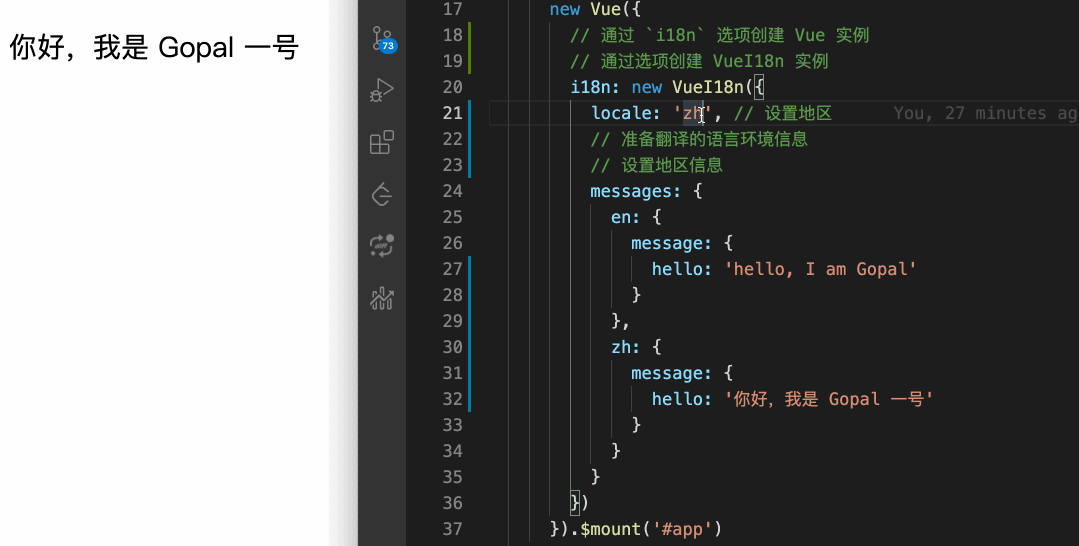 你好，我是 Gopal 一号
73
17 new Vue({
18 // 通过 `i18n` 选项创建 Vue 实例
19 // 通过选项创建 VueI18n 实例
20 i18n: new VueI18n({
21 locale: 'zh', // 设置地区 You, 27 minutes ag
22 // 准备翻译的语言环境信息
23 // 设置地区信息
24 messages: {
25 en: {
26 message: {
27 hello: 'hello, I am Gopal'
28 }
29 },
30 zh: {
31 message: {
32 hello: '你好，我是 Gopal 一号'
33 }
34 }
35 }
36 })
37 }).$mount('#app')